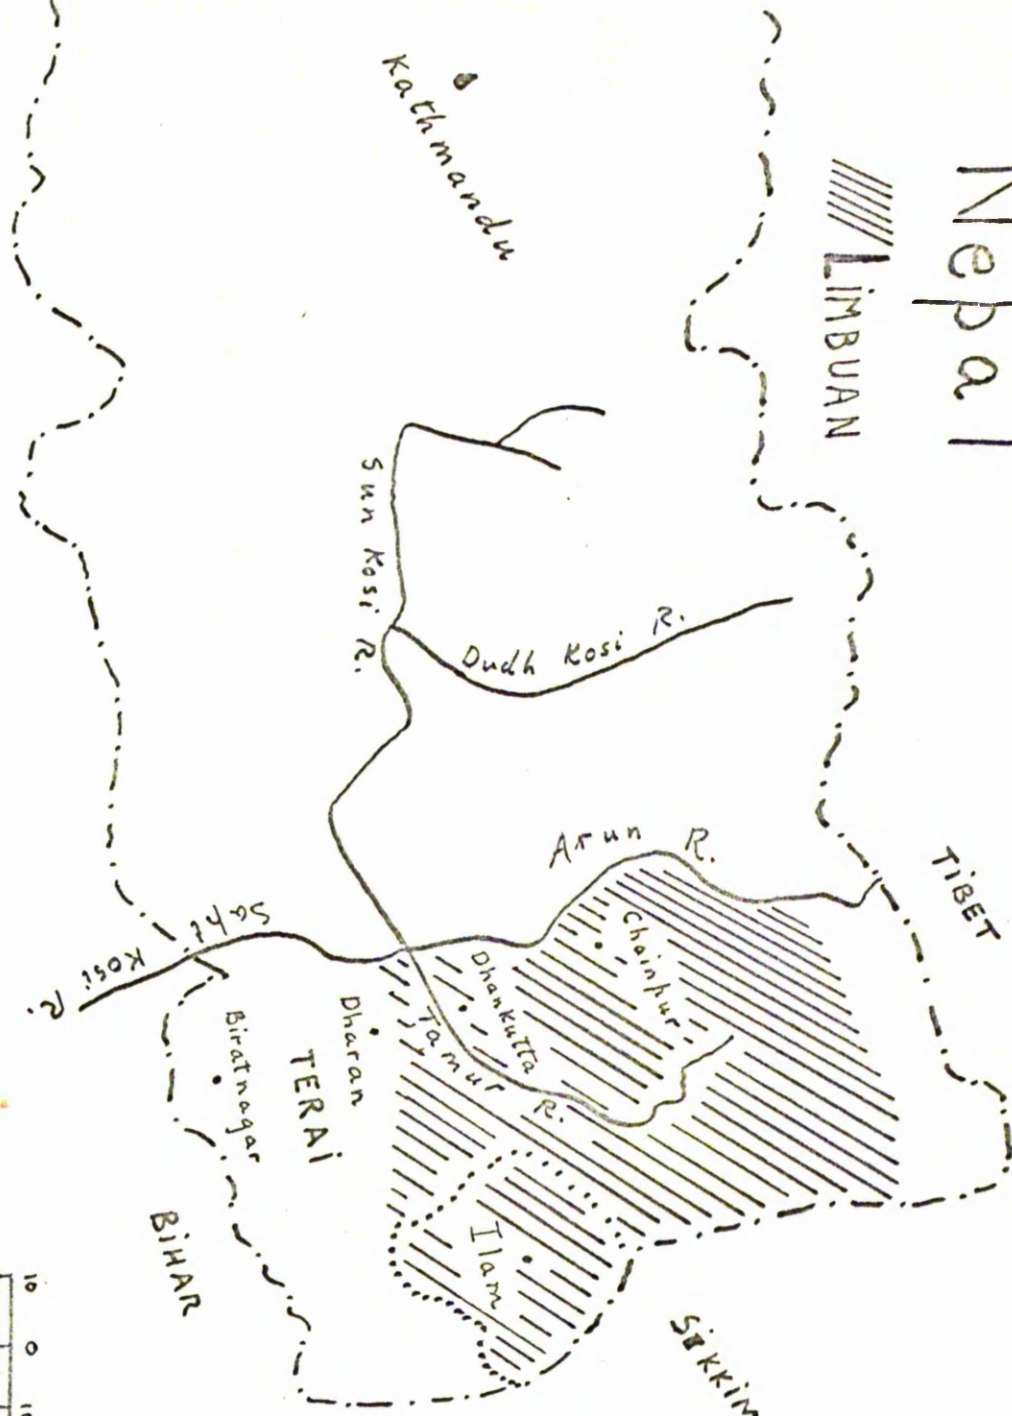 Nepal
LIMBUAN
Kathmandu
Sun Kosi R.
Dudh Kosi R.
Arun R.
TIBET
Chainpur
Dhankutta
Tamur R.
Sapt Kosi R.
Dharan
Biratnagar
TERAI
Ilam
BIHAR
SIKKIM
10 0